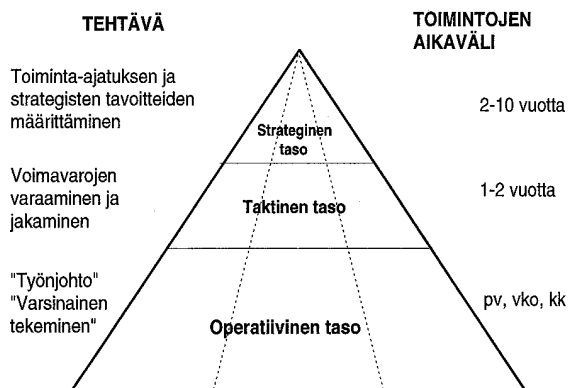 TEHTÄVÄ
TOIMINTOJEN
AIKAVÄLI
Toiminta-ajatuksen ja
strategisten tavoitteiden
määrittäminen
Strateginen
taso
2-10 vuotta
Voimavarojen
varaaminen ja
jakaminen
Taktinen taso
1-2 vuotta
"Työnjohto"
"Varsinainen
tekeminen"
Operatiivinen taso
pv, vko, kk